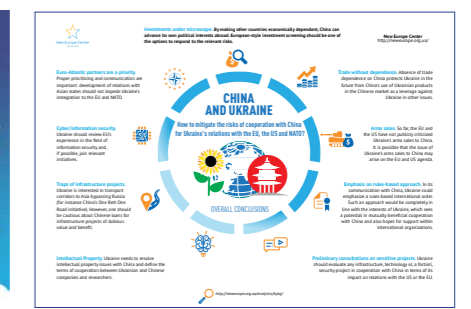 Investments under microscope. By making other countries economically dependent, China can
advance its own political interests abroad. European-style investment screening should be one of
the options to respond to the relevant risks.
New Europe Center
New Europe Center
http://neweurope.org.ua/
Euro-Atlantic partners are a priority.
Proper prioritizing and communication are
important: development of relations with
Asian states should not impede Ukraine's
integration to the EU and NATO.
Trade without dependence. Absence of trade
dependence on China protects Ukraine in the
future from China's use of Ukrainian products
in the Chinese market as a leverage against
Ukraine in other issues.
CHINA
AND UKRAINE
How to mitigate the risks of cooperation with China
for Ukraine's relations with the EU, the US and NATO?
OVERALL CONCLUSIONS
Cyber/information security.
Ukraine should review EU's
experience in the field of
information security and,
if possible, join relevant
initiatives.
Arms sales. So far, the EU and
the US have not publicly criticized
Ukraine's arms sales to China.
It is possible that the issue of
Ukraine's arms sales to China may
arise on the EU and US agenda.
Traps of infrastructure projects.
Ukraine is interested in transport
corridors to Asia bypassing Russia
(for instance China's One Belt One
Road initiative). However, one should
be cautious about Chinese loans for
infrastructure projects of dubious
value and benefit.
Emphasis on rules-based approach. In its
communication with China, Ukraine could
emphasize a rules-based international order.
Such an approach would be completely in
line with the interests of Ukraine, which sees
a potential in mutually beneficial cooperation
with China and also hopes for support within
international organizations.
Intellectual Property. Ukraine needs to resolve
intellectual property issues with China and define the
terms of cooperation between Ukrainian and Chinese
companies and researchers.
Preliminary consultations on sensitive projects. Ukraine
should evaluate any infrastructure, technology or, a fortiori,
security project in cooperation with China in terms of its
impact on relations with the US or the EU.